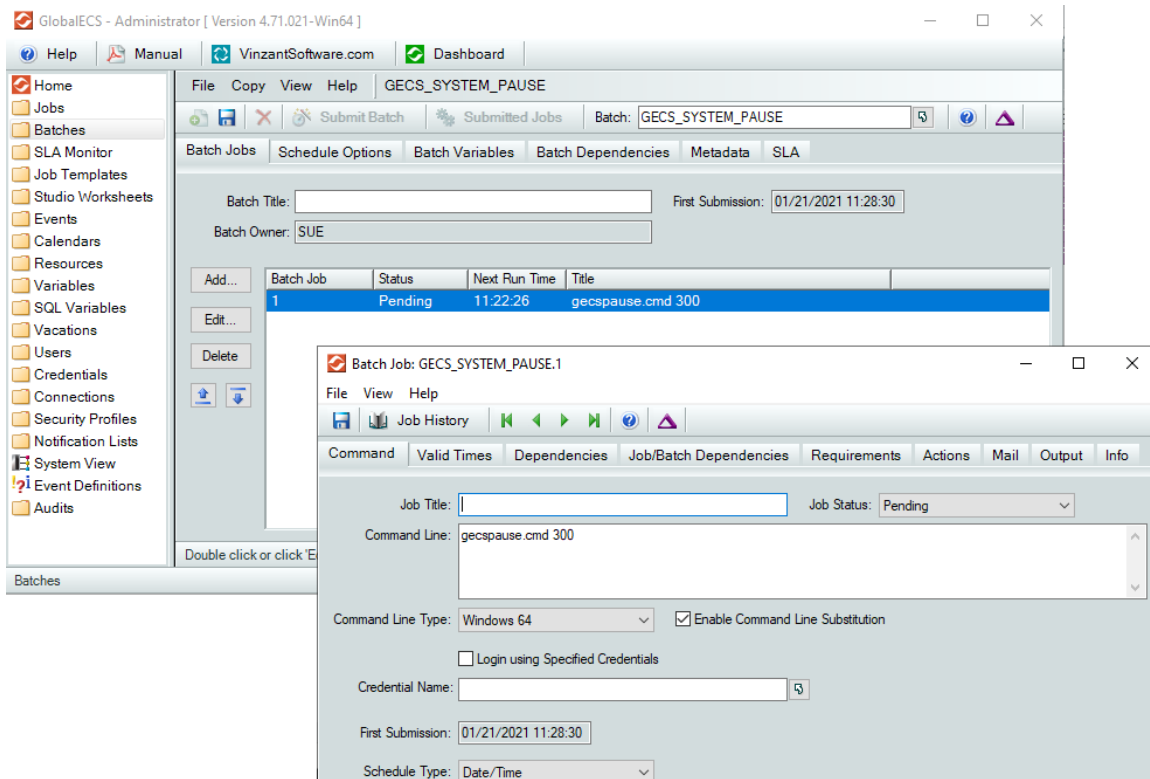 GlobalECS - Administrator [ Version 4.71.021-Win64 ]
Help Manual VinzantSoftware.com Dashboard
Home
Jobs
Batches
SLA Monitor
Job Templates
Studio Worksheets
Events
Calendars
Resources
Variables
SQL Variables
Vacations
Users
Credentials
Connections
Security Profiles
Notification Lists
System View
Event Definitions
Audits
File Copy View Help GECS_SYSTEM_PAUSE
Submit Batch Submitted Jobs Batch: GECS_SYSTEM_PAUSE
Batch Jobs Schedule Options Batch Variables Batch Dependencies Metadata SLA
Batch Title: First Submission: 01/21/2021 11:28:30
Batch Owner: SUE
Add... Batch Job Status Next Run Time Title
1 Pending 11:22:26 gecspause.cmd 300
Edit...
Delete
Double click or click 'E
Batches
Batch Job: GECS_SYSTEM_PAUSE.1
File View Help
Job History
Command Valid Times Dependencies Job/Batch Dependencies Requirements Actions Mail Output Info
Job Title: Job Status: Pending
Command Line: gecspause.cmd 300
Command Line Type: Windows 64 Enable Command Line Substitution
Login using Specified Credentials
Credential Name:
First Submission: 01/21/2021 11:28:30
Schedule Type: Date/Time